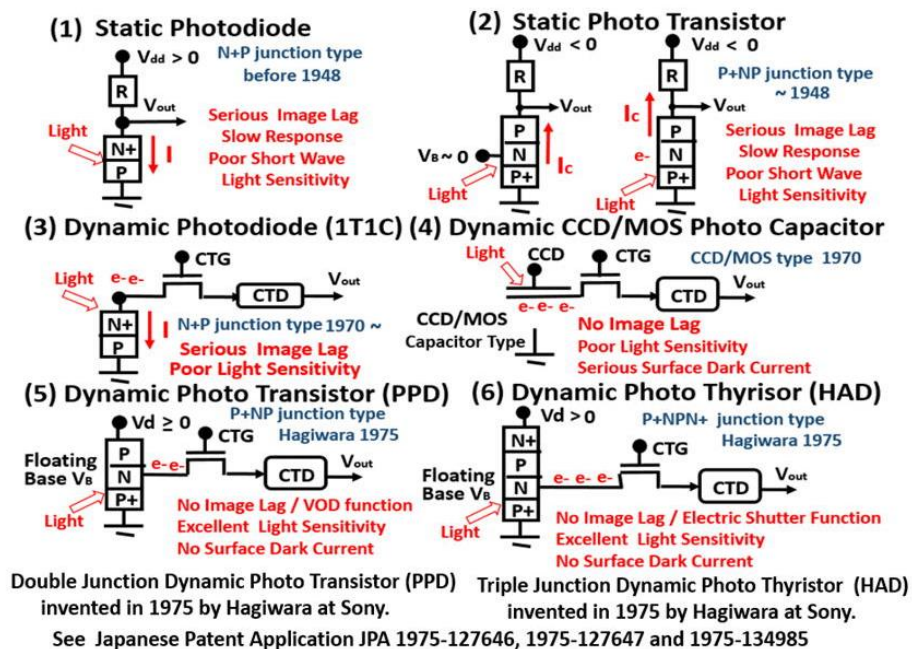 (1) Static Photodiode
Vdd > 0
N+P junction type
before 1948
R
Vout
Light
N+
P
I
Serious Image Lag
Slow Response
Poor Short Wave
Light Sensitivity
(2) Static Photo Transistor
Vdd < 0
R
Vout
P
N
P+
VB ~ 0
Light
Ic
Vdd < 0
P+NP junction type
~ 1948
R
Vout
Ic
P
N
P+
e-
Light
Serious Image Lag
Slow Response
Poor Short Wave
Light Sensitivity
(3) Dynamic Photodiode (1T1C)
CTG
Light
e- e-
CTD
Vout
N+
P
I
N+P junction type 1970 ~
Serious Image Lag
Poor Light Sensitivity
(4) Dynamic CCD/MOS Photo Capacitor
Light
CCD
CTG
CCD/MOS type 1970
e- e- e-
CTD
Vout
CCD/MOS
Capacitor Type
No Image Lag
Poor Light Sensitivity
Serious Surface Dark Current
(5) Dynamic Photo Transistor (PPD)
Vd ≥ 0
P+NP junction type
Hagiwara 1975
CTG
P
N
P+
Floating
Base VB
e- e-
CTD
Vout
Light
No Image Lag / VOD function
Excellent Light Sensitivity
No Surface Dark Current
(6) Dynamic Photo Thyrisor (HAD)
Vd > 0
P+NPN+ junction type
Hagiwara 1975
CTG
N+
P
N
P+
Floating
Base VB
e- e- e-
CTD
Vout
Light
No Image Lag / Electric Shutter Function
Excellent Light Sensitivity
No Surface Dark Current
Double Junction Dynamic Photo Transistor (PPD)
invented in 1975 by Hagiwara at Sony.
Triple Junction Dynamic Photo Thyristor (HAD)
invented in 1975 by Hagiwara at Sony.
See Japanese Patent Application JPA 1975-127646, 1975-127647 and 1975-134985